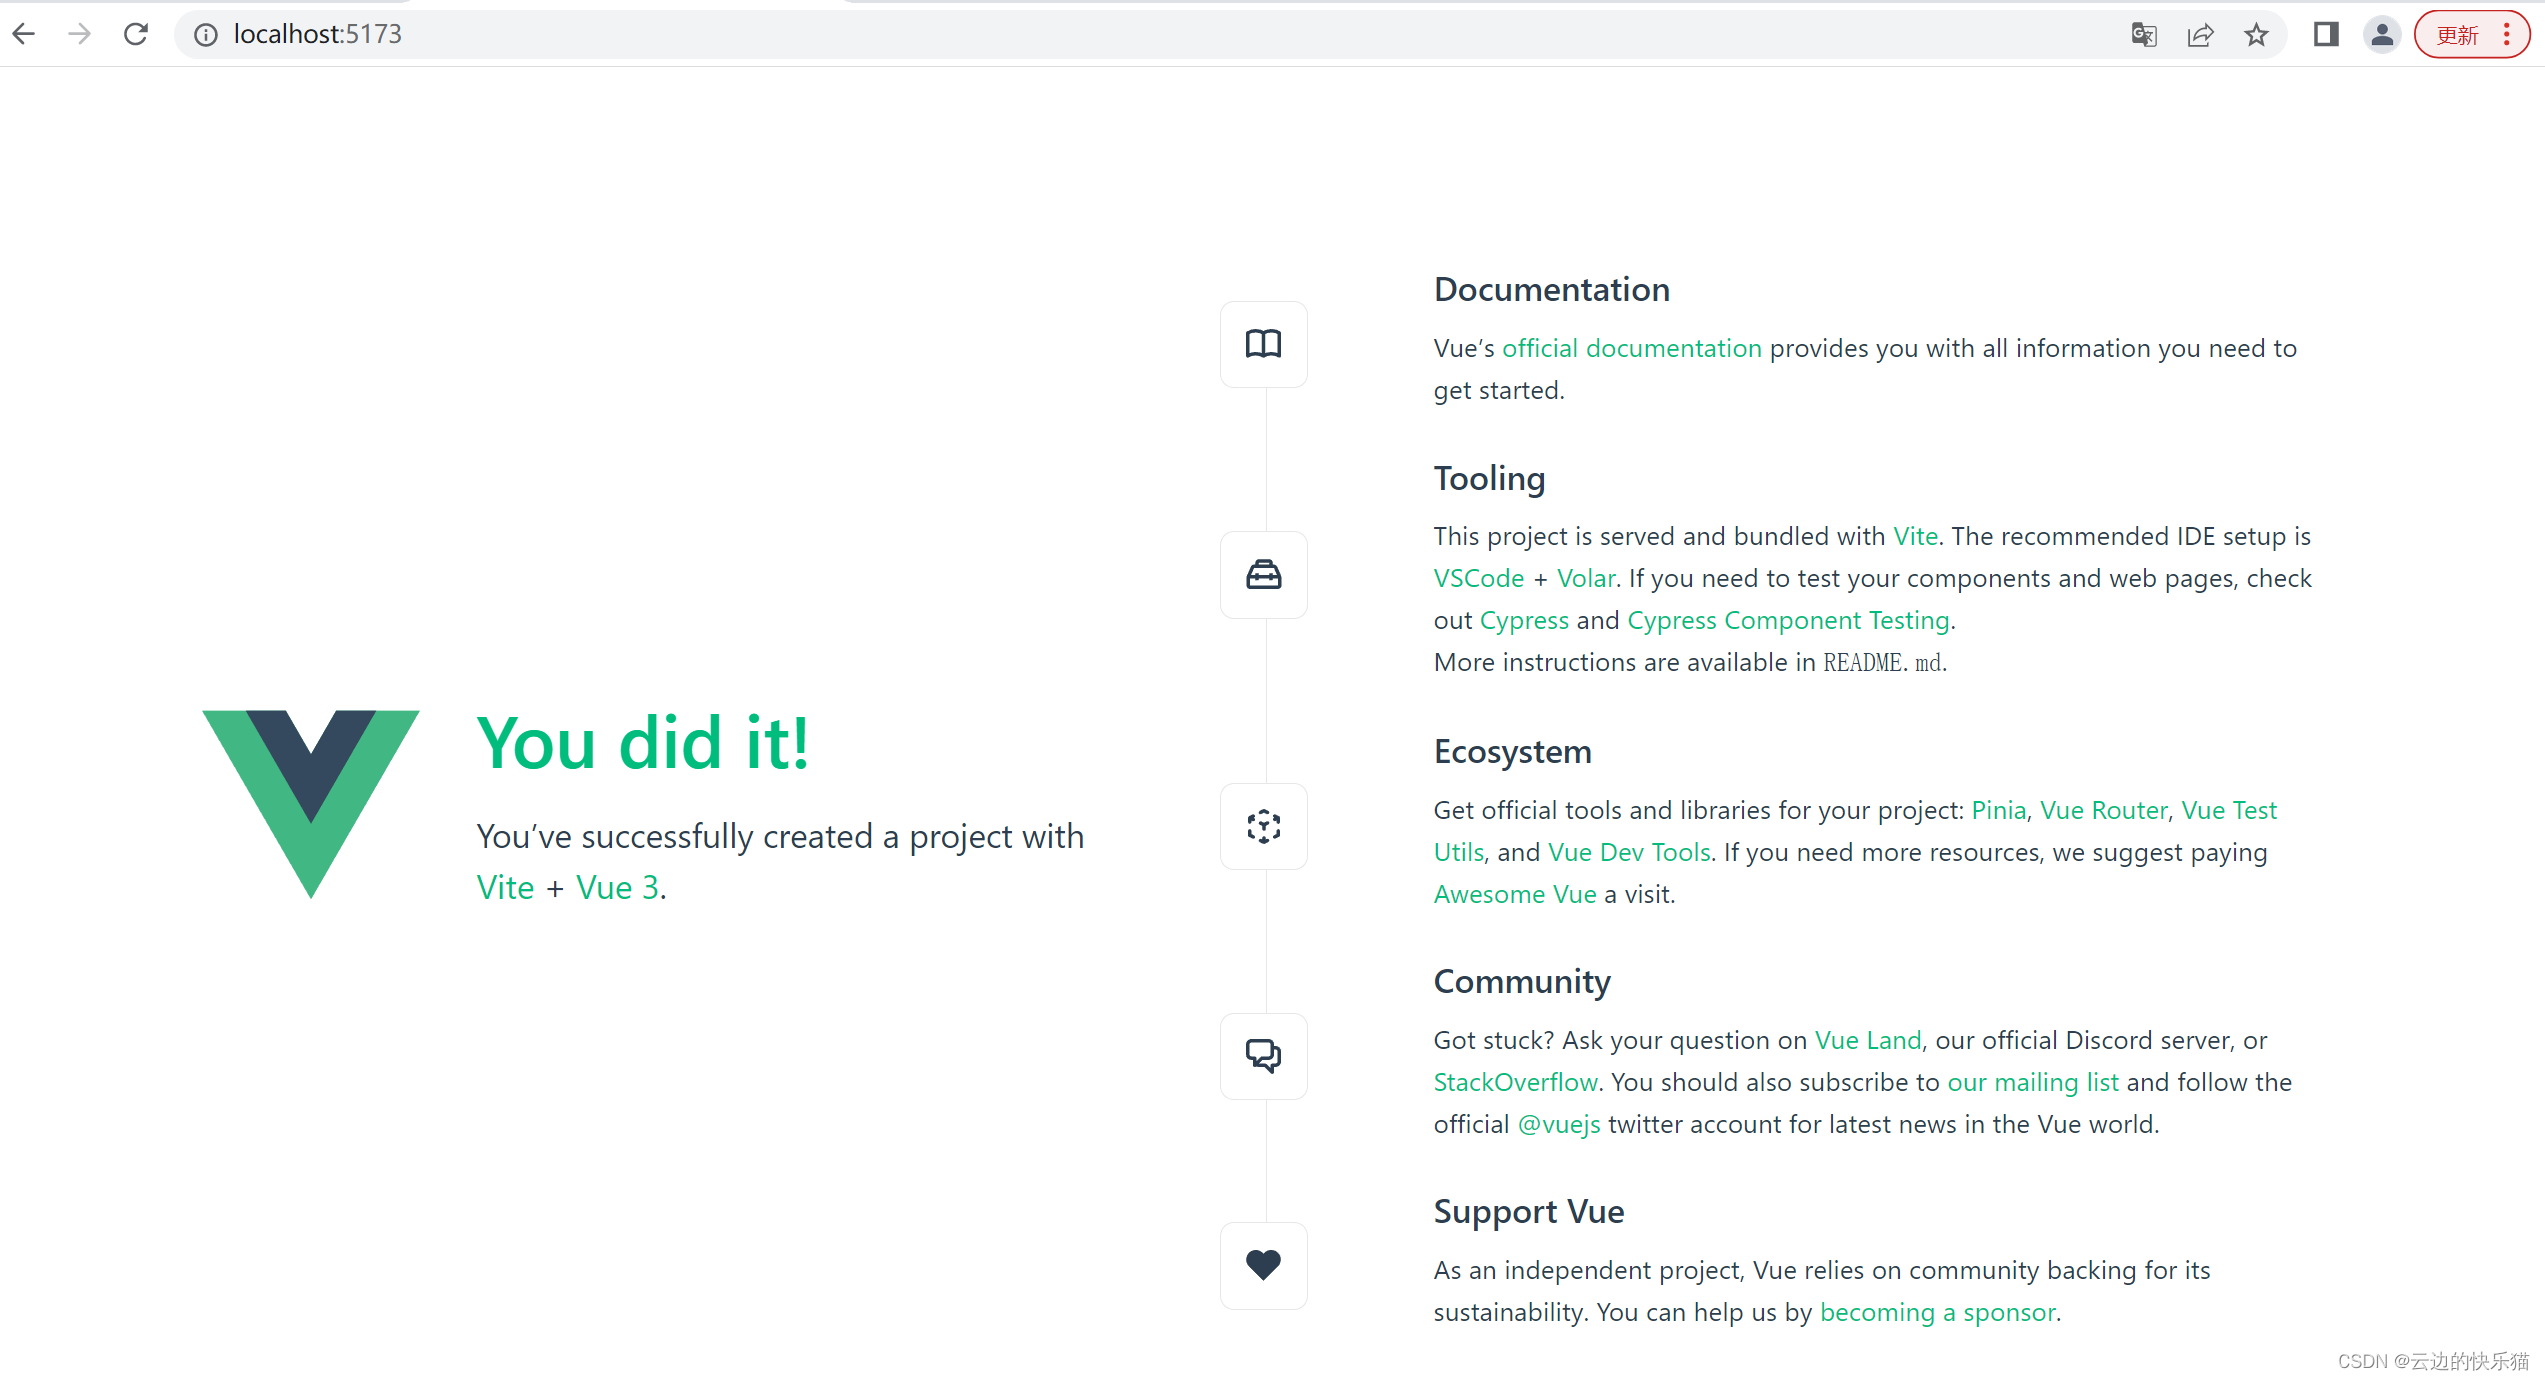 localhost:5173
更新
Documentation
Vue’s official documentation provides you with all information you need to
get started.
Tooling
This project is served and bundled with Vite. The recommended IDE setup is
VSCode + Volar. If you need to test your components and web pages, check
out Cypress and Cypress Component Testing.
More instructions are available in README.md.
You did it!
You’ve successfully created a project with
Vite + Vue 3.
Ecosystem
Get official tools and libraries for your project: Pinia, Vue Router, Vue Test
Utils, and Vue Dev Tools. If you need more resources, we suggest paying
Awesome Vue a visit.
Community
Got stuck? Ask your question on Vue Land, our official Discord server, or
StackOverflow. You should also subscribe to our mailing list and follow the
official @vuejs twitter account for latest news in the Vue world.
Support Vue
As an independent project, Vue relies on community backing for its
sustainability. You can help us by becoming a sponsor.
CSDN @云边的快乐猫